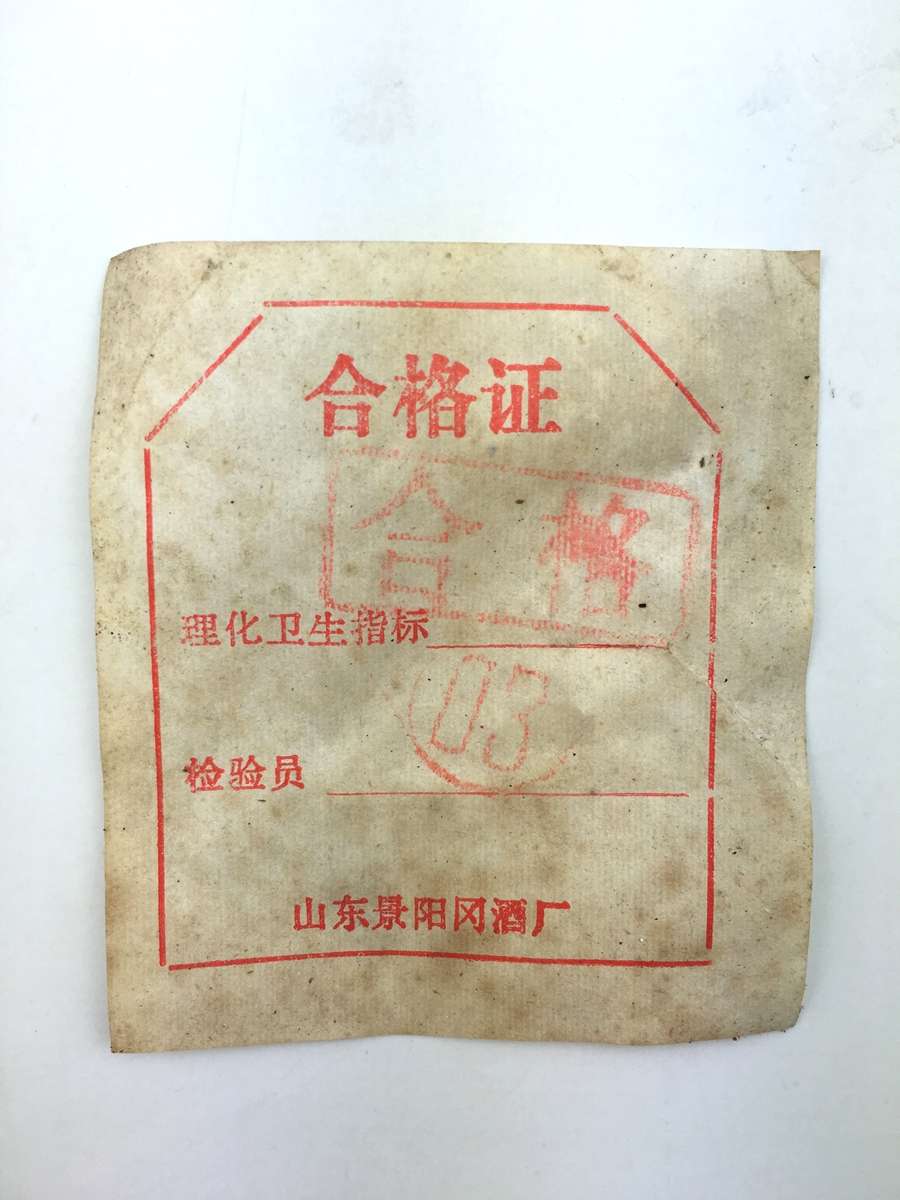 合格证
合格
理化卫生指标
03
检验员
山东景阳冈酒厂